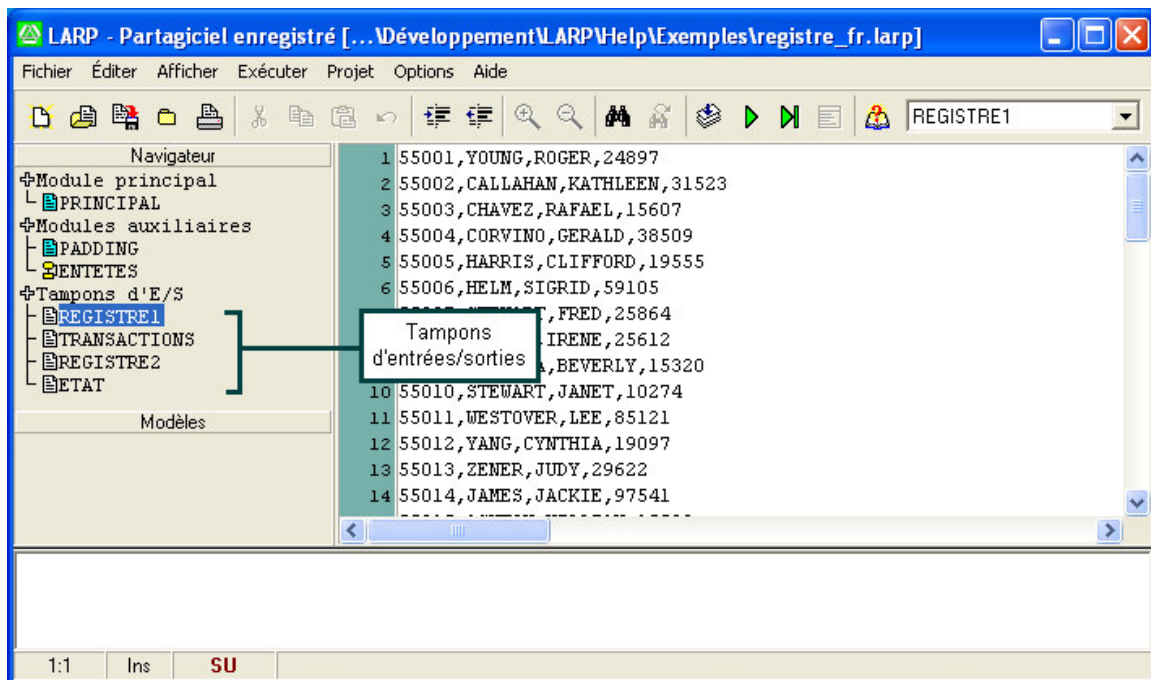 LARP - Partagiciel enregistré [...\Développement\LARP\Help\Exemples\registre_fr.larp]
Fichier Éditer Afficher Exécuter Projet Options Aide
REGISTRE1
Navigateur
Module principal
PRINCIPAL
Modules auxiliaires
PADDING
ENTETES
Tampons d'E/S
REGISTRE1
TRANSACTIONS
REGISTRE2
ETAT
Modèles
1 55001,YOUNG,ROGER,24897
2 55002,CALLAHAN,KATHLEEN,31523
3 55003,CHAVEZ,RAFAEL,15607
4 55004,CORVINO,GERALD,38509
5 55005,HARRIS,CLIFFORD,19555
6 55006,HELM,SIGRID,59105
,FRED,25864
,IRENE,25612
,BEVERLY,15320
10 55010,STEWART,JANET,10274
11 55011,WESTOVER,LEE,85121
12 55012,YANG,CYNTHIA,19097
13 55013,ZENER,JUDY,29622
14 55014,JAMES,JACKIE,97541
Tampons
d'entrées/sorties
1:1 Ins SU